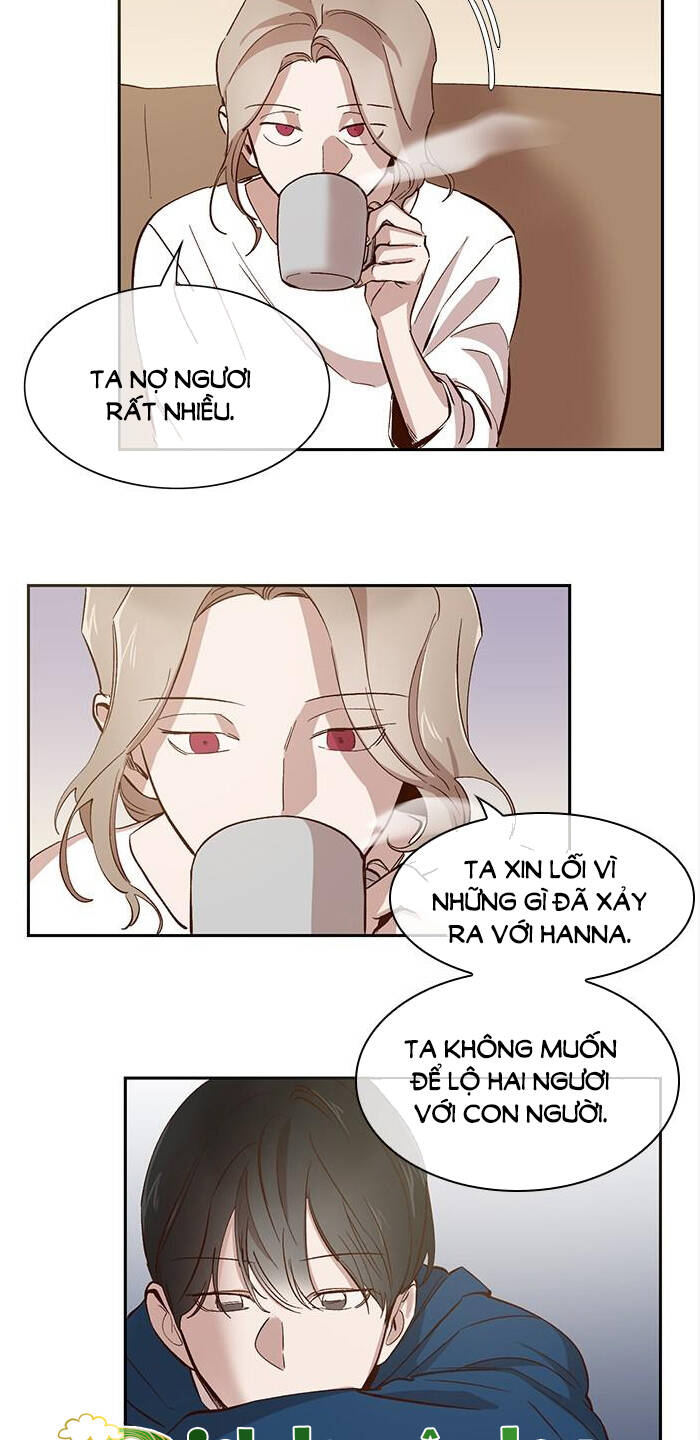 TA NỢ NGƯƠI
RẤT NHIỀU.
TA XIN LỖI VÌ
NHỮNG GÌ ĐÃ XẢY
RA VỚI HANNA.
TA KHÔNG MUỐN
ĐỂ LỘ HAI NGƯƠI
VỚI CON NGƯỜI.